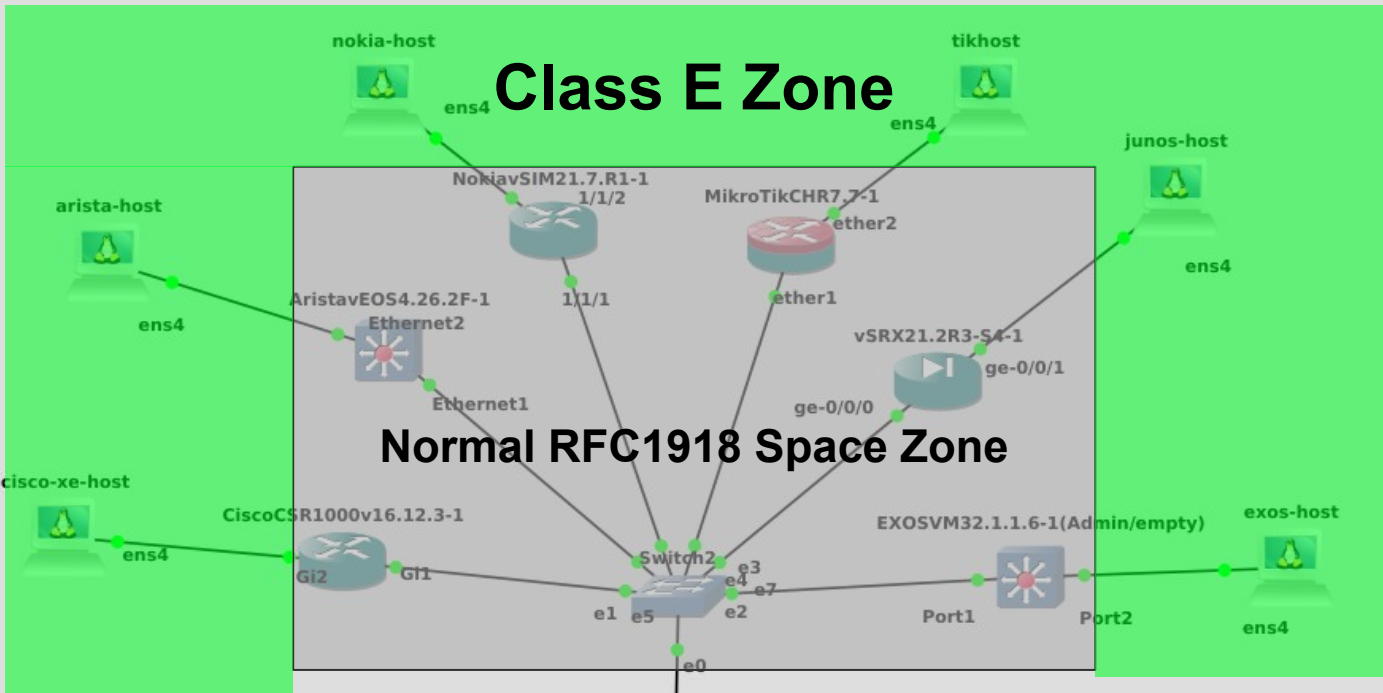 nokia-host
tikhost
Class E Zone
ens4
ens4
junos-host
NokiavSIM21.7.R1-1
1/1/2
MikroTikCHR7.7-1
ether2
arista-host
ens4
ens4
AristavEOS4.26.2F-1
Ethernet2
1/1/1
ether1
vSRX21.2R3-S4-1
ge-0/0/1
Ethernet1
ge-0/0/0
Normal RFC1918 Space Zone
cisco-xe-host
CiscoCSR1000v16.12.3-1
EXOSVM32.1.1.6-1(Admin/empty)
exos-host
ens4
Gi2
Gi1
Switch2
e3
e4
e7
e1
e5
e2
Port1
Port2
ens4
e0